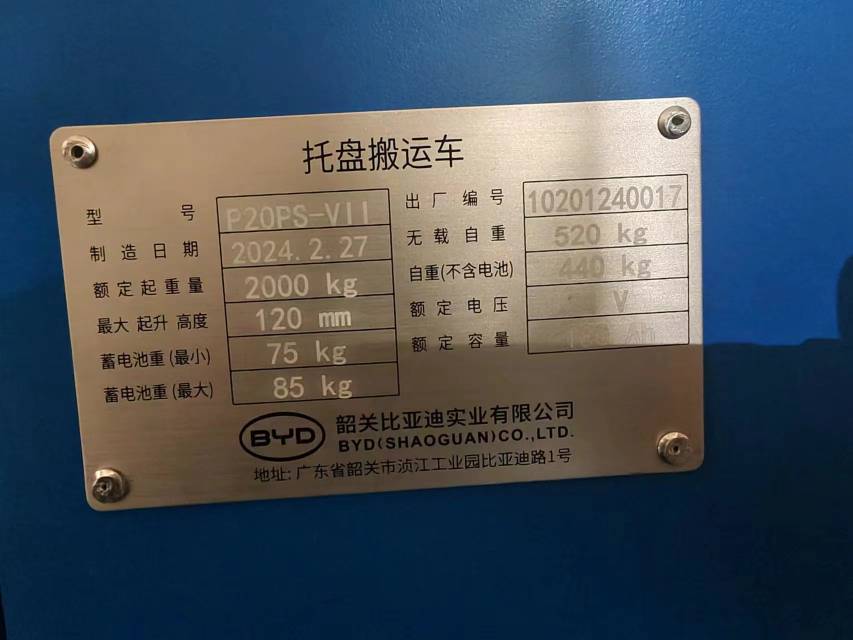 托盘搬运车
型号 P20PS-VII
制造日期 2024.2.27
额定起重量 2000 kg
最大起升高度 120 mm
蓄电池重(最小) 75 kg
蓄电池重(最大) 85 kg
出厂编号 10201240017
无载自重 520 kg
自重(不含电池) 440 kg
额定电压 V
额定容量 Ah
BYD 韶关比亚迪实业有限公司
BYD(SHAOGUAN)CO.,LTD.
地址: 广东省韶关市浈江工业园比亚迪路1号